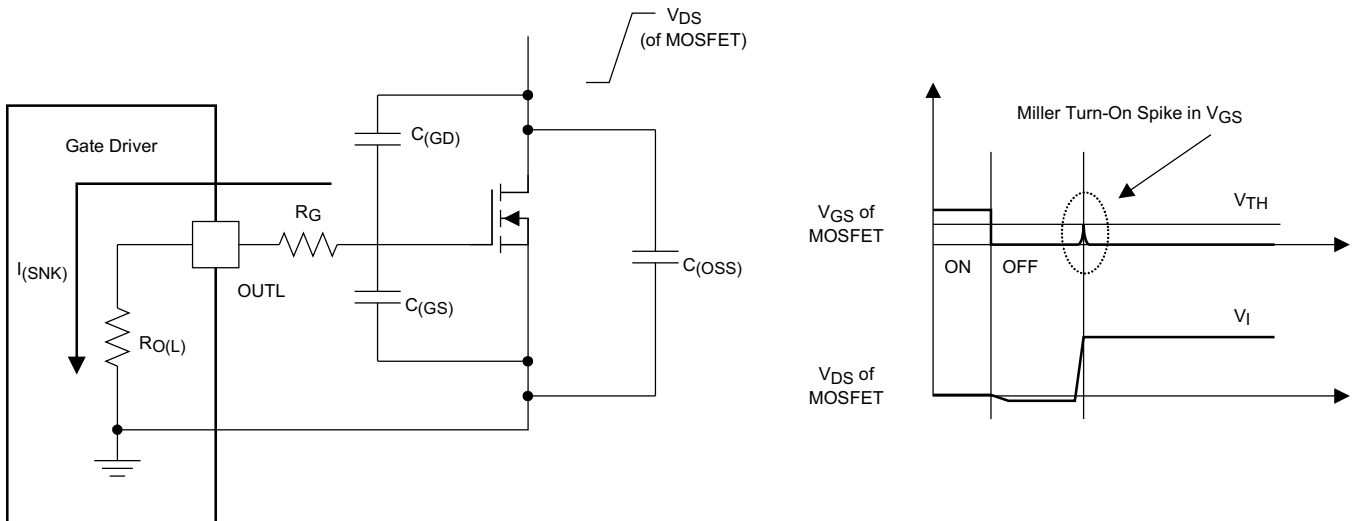 VDS
(of MOSFET)
Gate Driver
C(GD)
RG
I(SNK)
OUTL
RO(L)
C(GS)
C(OSS)
Miller Turn-On Spike in VGS
VGS of
MOSFET
VTH
ON
OFF
VI
VDS of
MOSFET